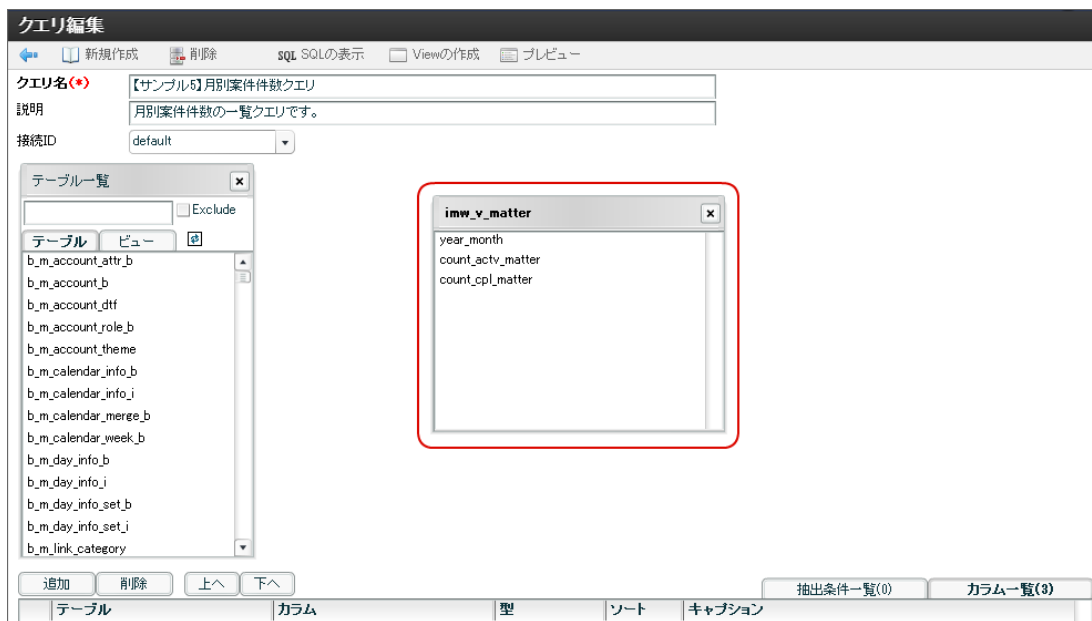 クエリ編集
新規作成 削除 SQL SQLの表示 Viewの作成 プレビュー
クエリ名(*) 【サンプル5】月別案件件数クエリ
説明 月別案件件数の一覧クエリです。
接続ID default
テーブル一覧
Exclude
テーブル ビュー
b_m_account_attr_b
b_m_account_b
b_m_account_dtf
b_m_account_role_b
b_m_account_theme
b_m_calendar_info_b
b_m_calendar_info_i
b_m_calendar_merge_b
b_m_calendar_week_b
b_m_day_info_b
b_m_day_info_i
b_m_day_info_set_b
b_m_day_info_set_i
b_m_link_category
imw_v_matter
year_month
count_actv_matter
count_cpl_matter
追加 削除 上へ 下へ 抽出条件一覧(0) カラム一覧(3)
テーブル カラム 型 ソート キャプション